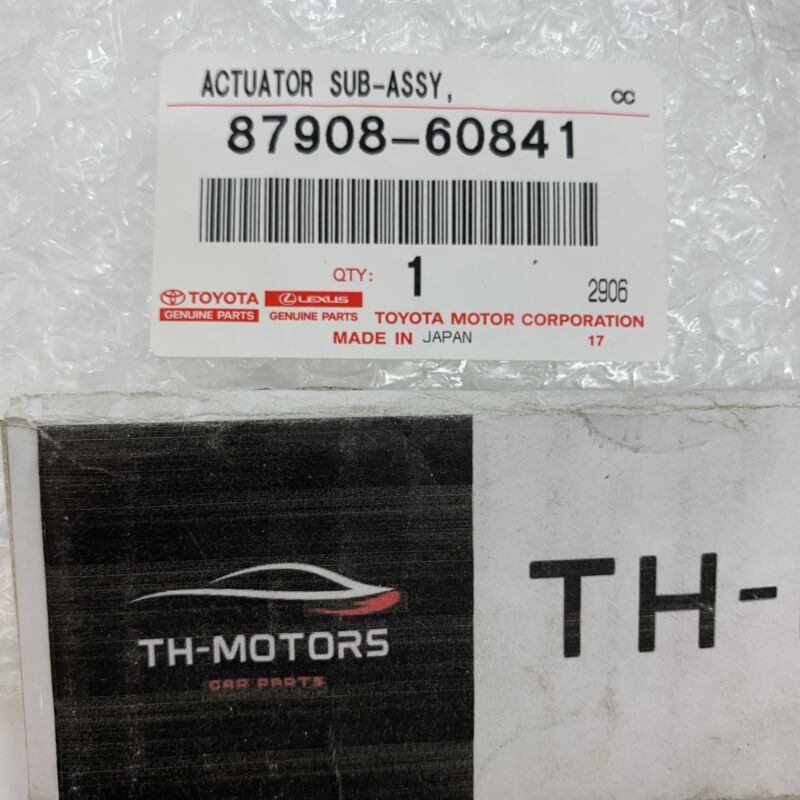 ACTUATOR SUB-ASSY,
CC
87908-60841
QTY: 1
2906
TOYOTA
GENUINE PARTS
LEXUS
GENUINE PARTS
TOYOTA MOTOR CORPORATION
MADE IN JAPAN
17
TH-MOTORS
CAR PARTS
TH-